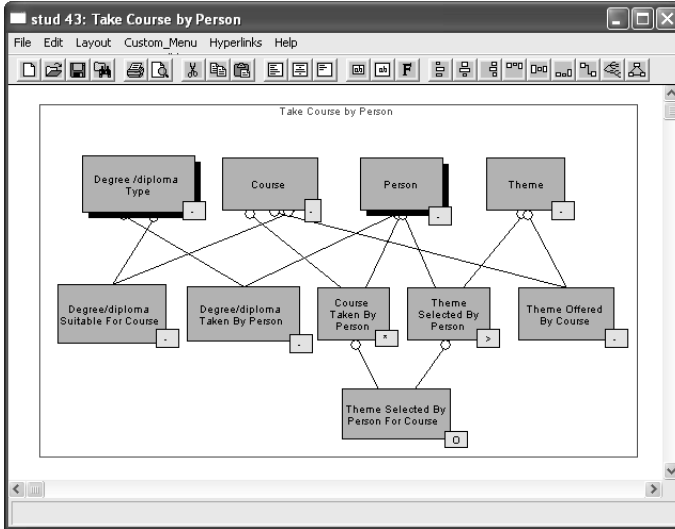 stud 43: Take Course by Person
File Edit Layout Custom_Menu Hyperlinks Help
ab ab F
Take Course by Person
Degree /diploma
Type
-
Course
-
Person
-
Theme
-
Degree/diploma
Suitable For Course
-
Degree/diploma
Taken By Person
-
Course
Taken By
Person
*
Theme
Selected By
Person
>
Theme Offered
By Course
-
Theme Selected By
Person For Course
O